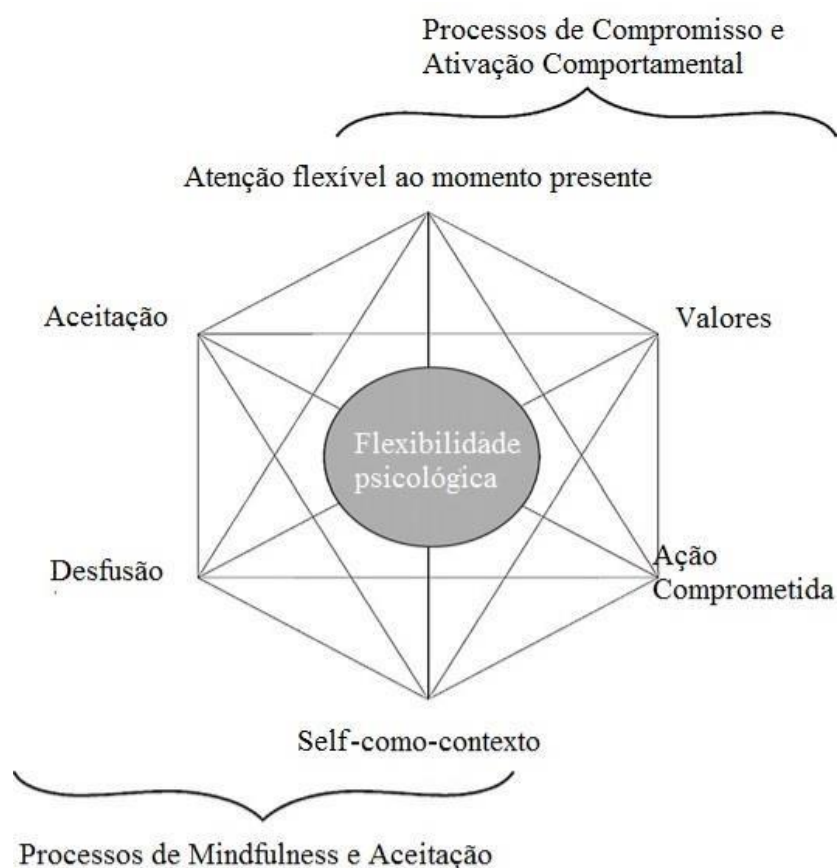 Processos de Compromisso e
Ativação Comportamental
Atenção flexível ao momento presente
Aceitação
Valores
Flexibilidade
psicológica
Desfusão
Ação
Comprometida
Self-como-contexto
Processos de Mindfulness e Aceitação